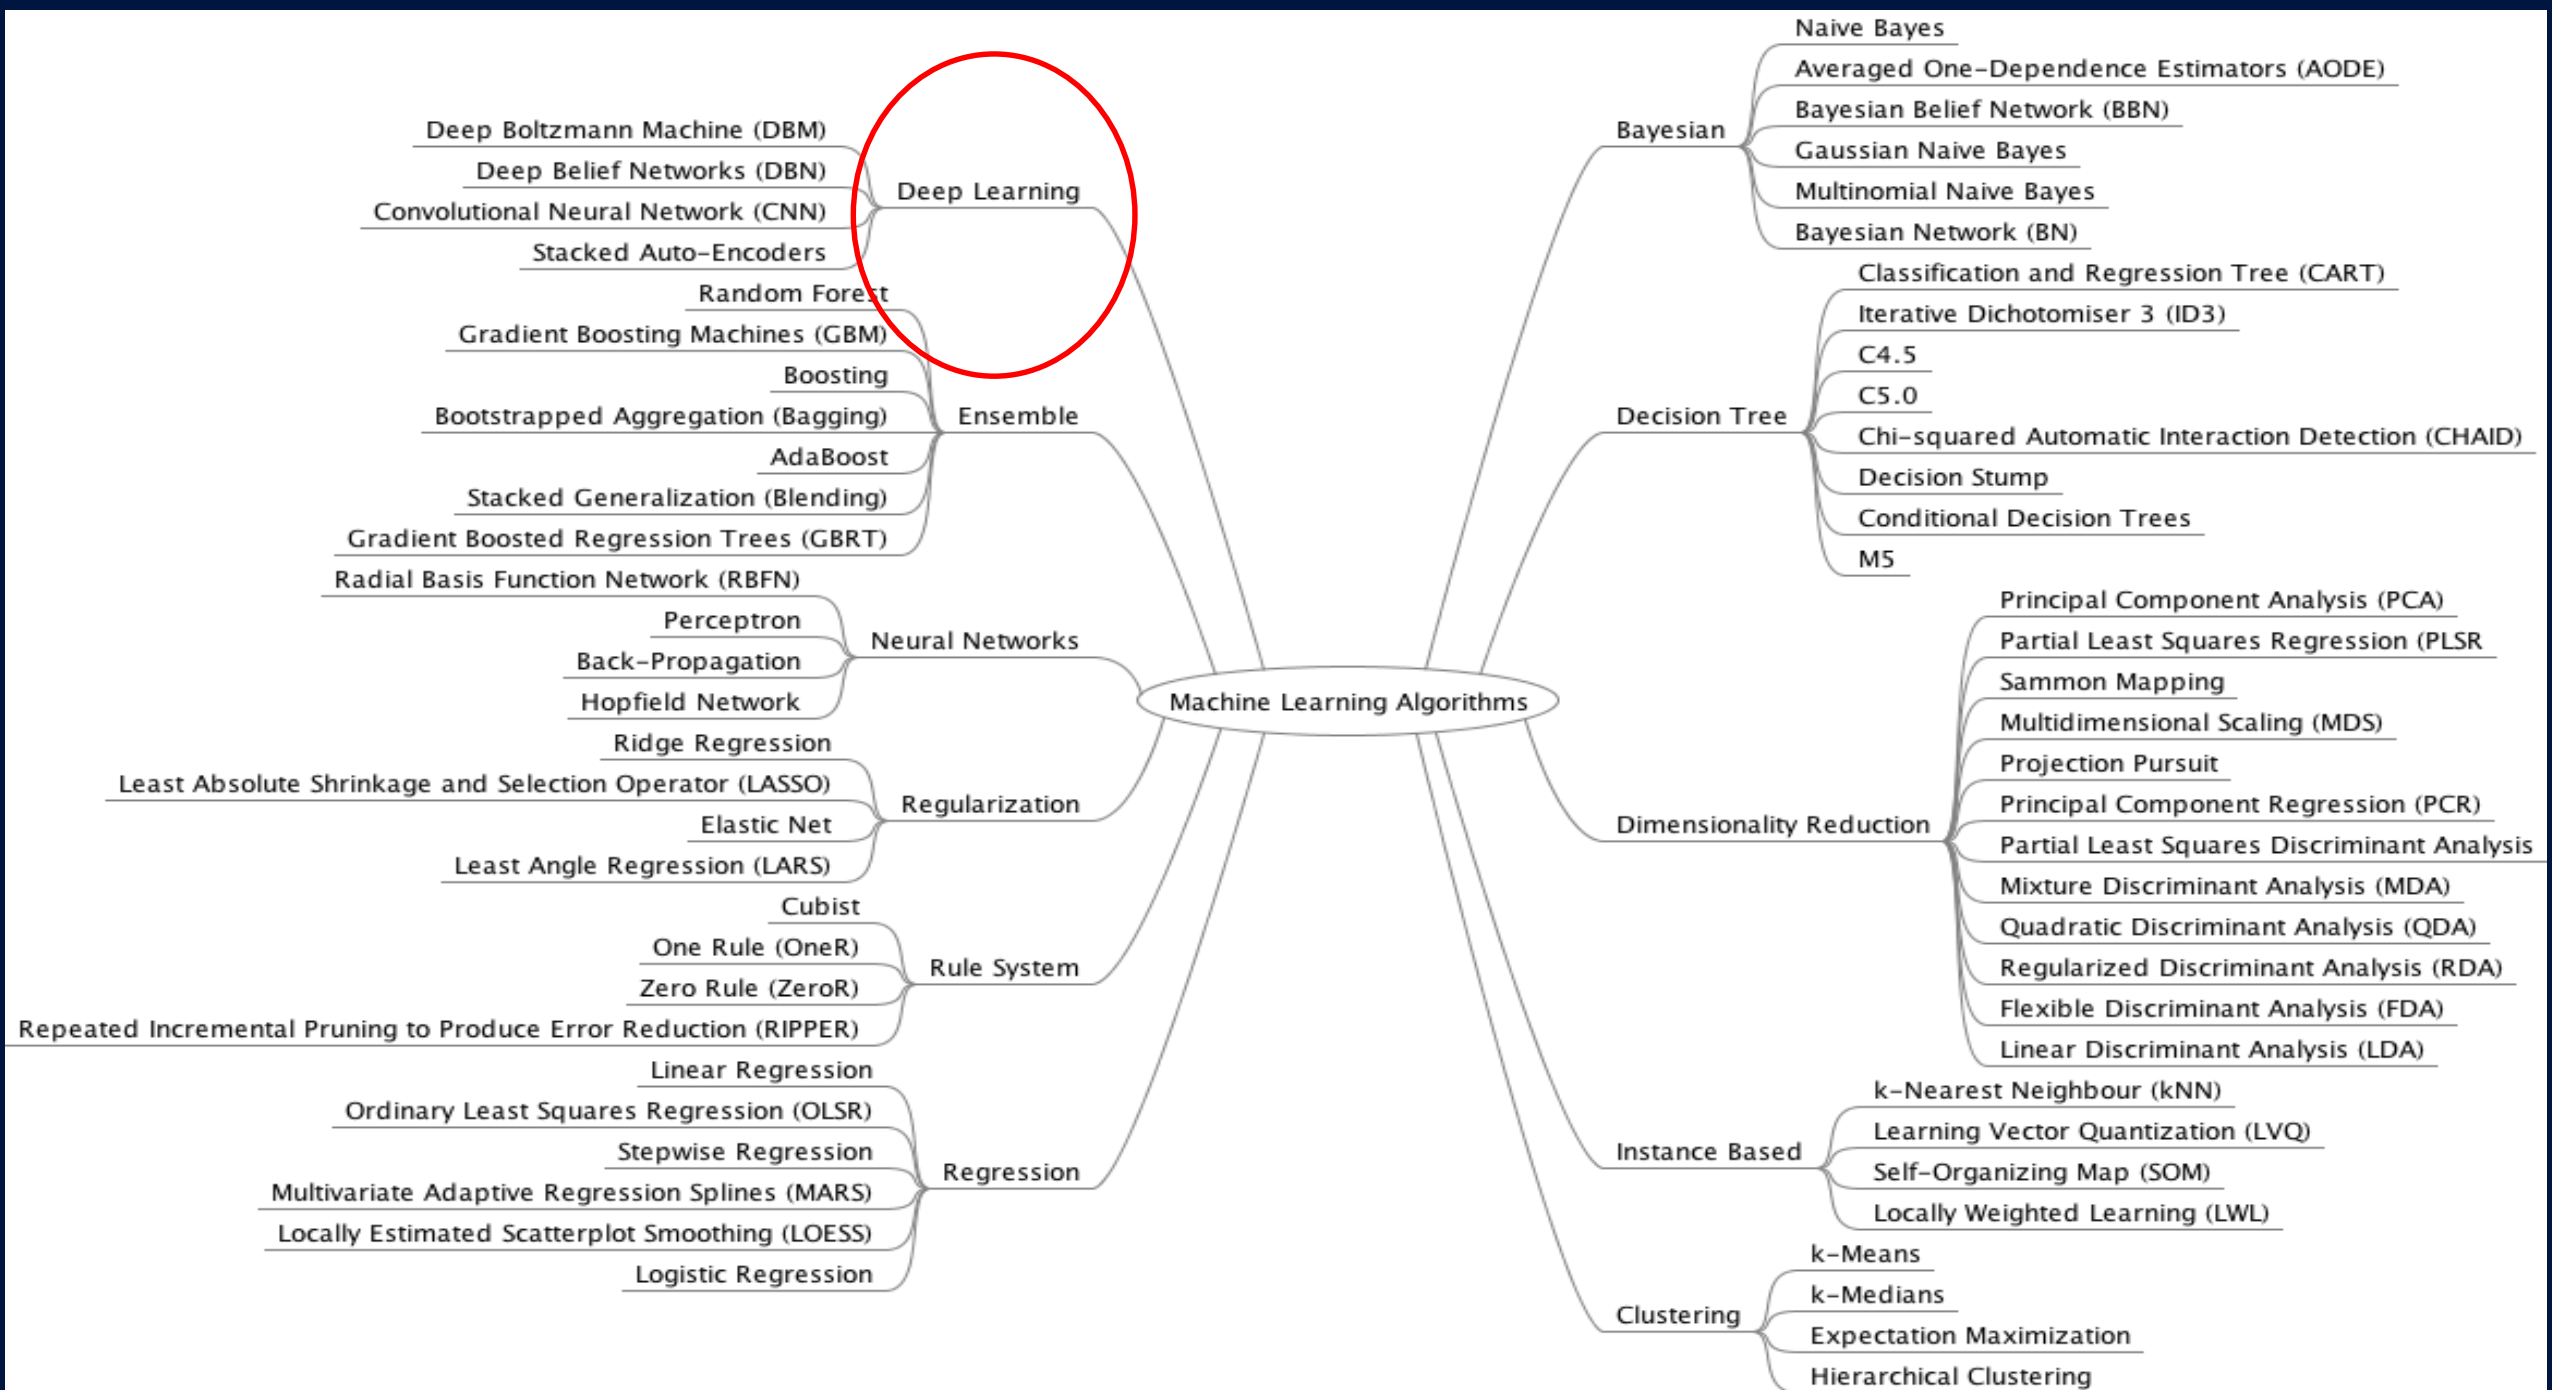 Deep Boltzmann Machine (DBM)
Deep Belief Networks (DBN)
Convolutional Neural Network (CNN)
Stacked Auto-Encoders
Deep Learning
Random Forest
Gradient Boosting Machines (GBM)
Boosting
Bootstrapped Aggregation (Bagging)
AdaBoost
Stacked Generalization (Blending)
Gradient Boosted Regression Trees (GBRT)
Ensemble
Radial Basis Function Network (RBFN)
Perceptron
Back-Propagation
Hopfield Network
Neural Networks
Ridge Regression
Least Absolute Shrinkage and Selection Operator (LASSO)
Elastic Net
Least Angle Regression (LARS)
Regularization
Cubist
One Rule (OneR)
Zero Rule (ZeroR)
Repeated Incremental Pruning to Produce Error Reduction (RIPPER)
Rule System
Linear Regression
Ordinary Least Squares Regression (OLSR)
Stepwise Regression
Multivariate Adaptive Regression Splines (MARS)
Locally Estimated Scatterplot Smoothing (LOESS)
Logistic Regression
Regression
Machine Learning Algorithms
Bayesian
Naive Bayes
Averaged One-Dependence Estimators (AODE)
Bayesian Belief Network (BBN)
Gaussian Naive Bayes
Multinomial Naive Bayes
Bayesian Network (BN)
Decision Tree
Classification and Regression Tree (CART)
Iterative Dichotomiser 3 (ID3)
C4.5
C5.0
Chi-squared Automatic Interaction Detection (CHAID)
Decision Stump
Conditional Decision Trees
M5
Dimensionality Reduction
Principal Component Analysis (PCA)
Partial Least Squares Regression (PLSR
Sammon Mapping
Multidimensional Scaling (MDS)
Projection Pursuit
Principal Component Regression (PCR)
Partial Least Squares Discriminant Analysis
Mixture Discriminant Analysis (MDA)
Quadratic Discriminant Analysis (QDA)
Regularized Discriminant Analysis (RDA)
Flexible Discriminant Analysis (FDA)
Linear Discriminant Analysis (LDA)
Instance Based
k-Nearest Neighbour (kNN)
Learning Vector Quantization (LVQ)
Self-Organizing Map (SOM)
Locally Weighted Learning (LWL)
Clustering
k-Means
k-Medians
Expectation Maximization
Hierarchical Clustering